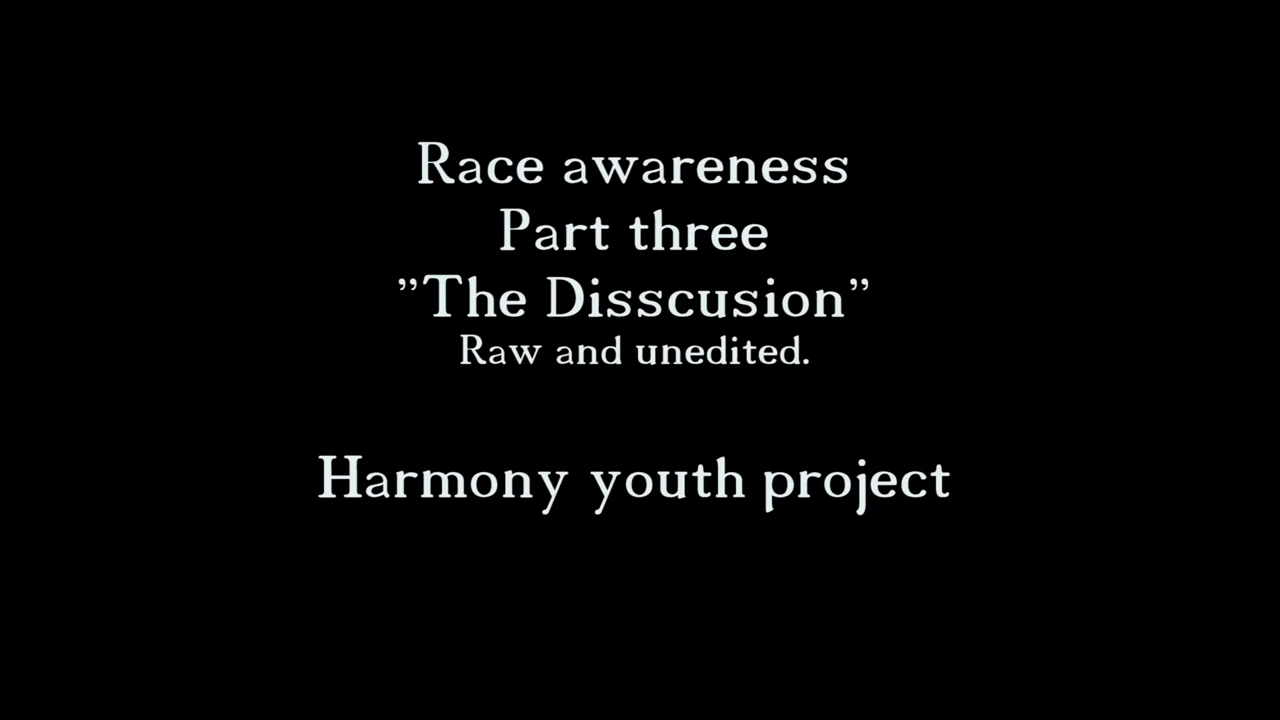 Race awareness
Part three
”The Disscusion”
Raw and unedited.
Harmony youth project